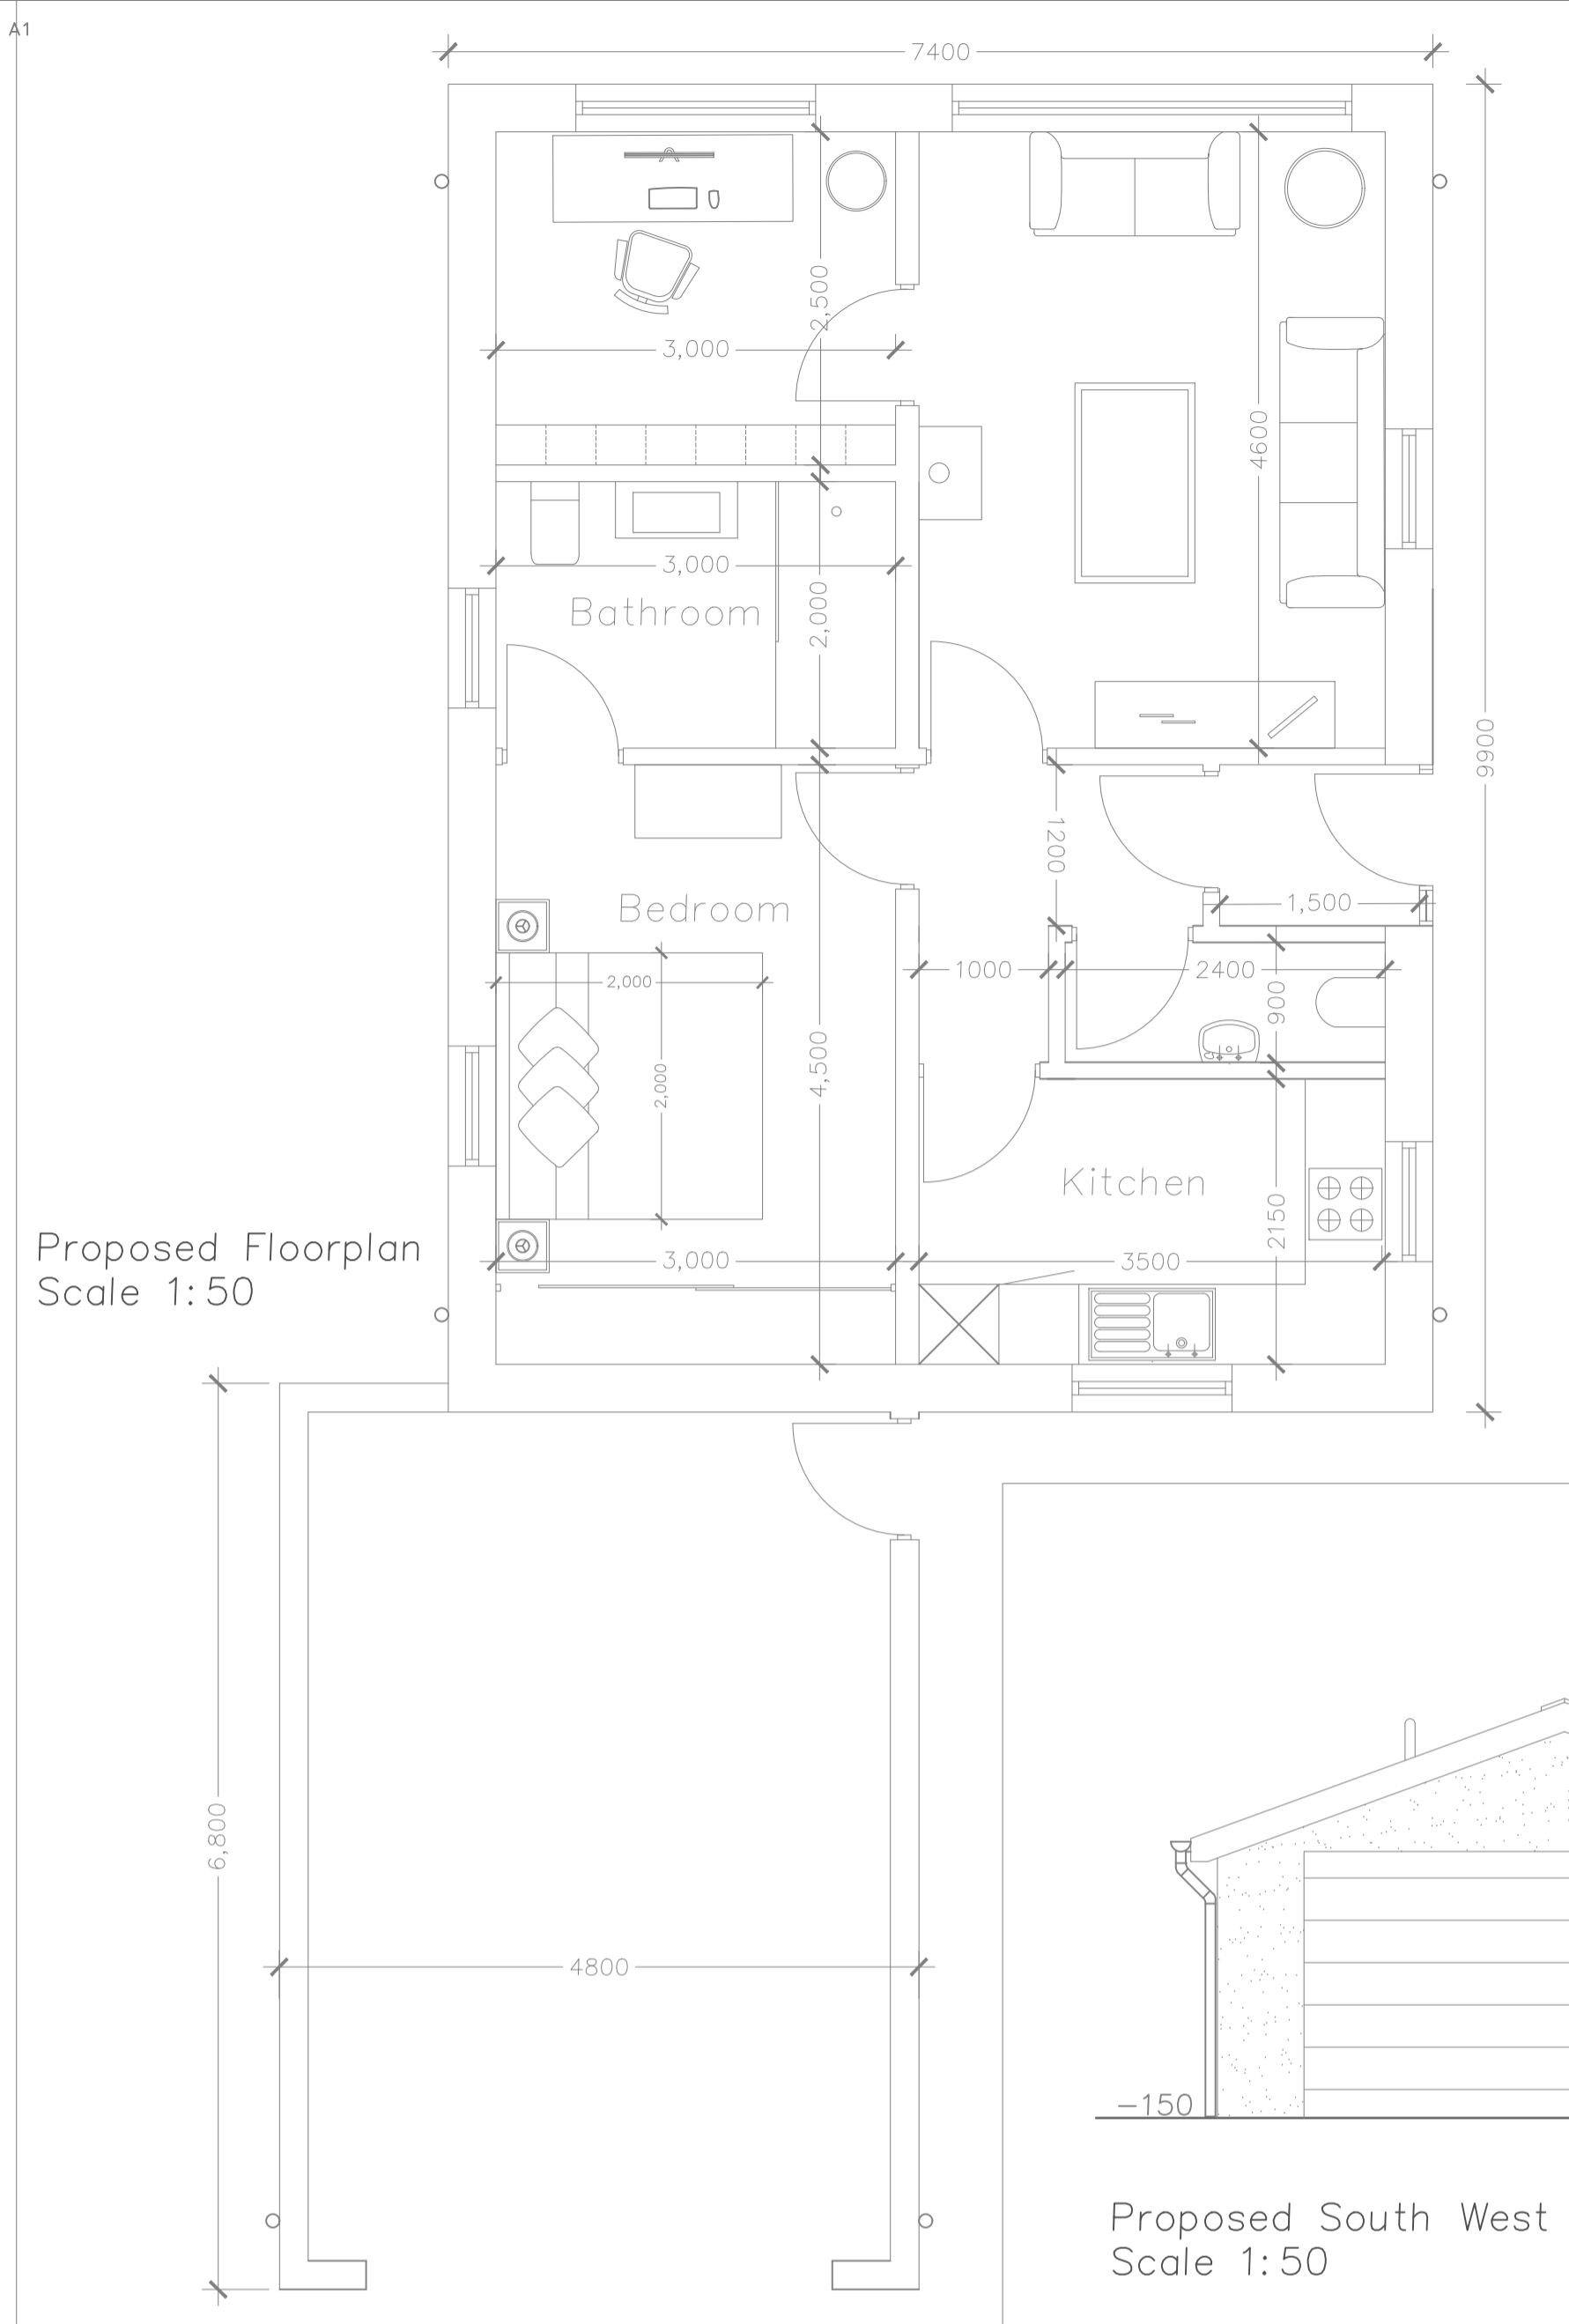 A1
7400
2,500
3,000
4600
3,000
Bathroom
2,000
9900
1200
1,500
Bedroom
1000
2400
2,000
900
2,000
4,500
Kitchen
2150
3,000
3500
Proposed Floorplan
Scale 1:50
6,800
4800
-150
Proposed South West
Scale 1:50